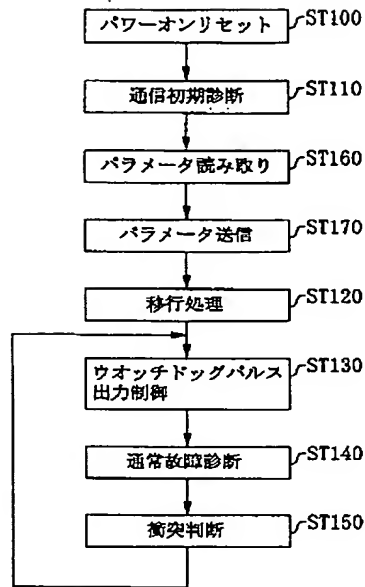 パワーオンリセット ST100
通信初期診断 ST110
パラメータ読み取り ST160
パラメータ送信 ST170
移行処理 ST120
ウオッチドッグパルス ST130
出力制御
通常故障診断 ST140
衝突判断 ST150